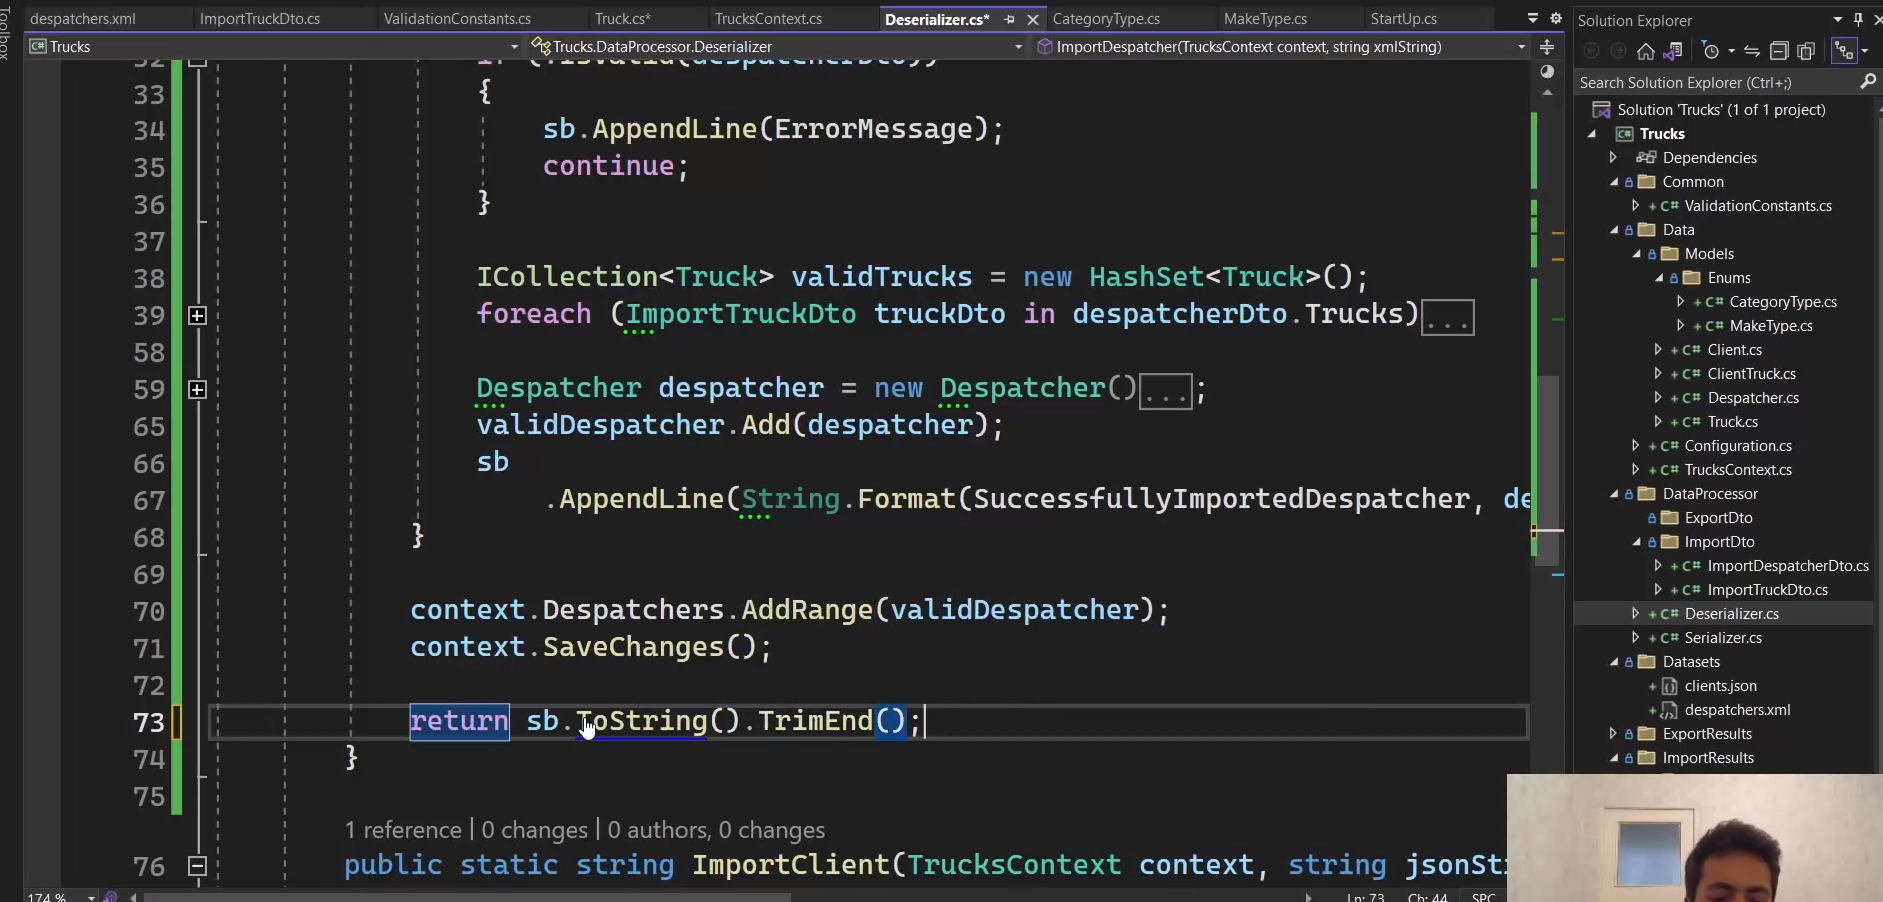 Toolbox
despatchers.xml
ImportTruckDto.cs
ValidationConstants.cs
Truck.cs*
TrucksContext.cs
Deserializer.cs*
CategoryType.cs
MakeType.cs
StartUp.cs
Trucks
Trucks.DataProcessor.Deserializer
ImportDespatcher(TrucksContext context, string xmlString)
33 {
34 sb.AppendLine(ErrorMessage);
35 continue;
36 }
37
38 ICollection<Truck> validTrucks = new HashSet<Truck>();
39 foreach (ImportTruckDto truckDto in despatcherDto.Trucks)...
58
59 Despatcher despatcher = new Despatcher()...;
65 validDespatcher.Add(despatcher);
66 sb
67 .AppendLine(String.Format(SuccessfullyImportedDespatcher, de
68 }
69
70 context.Despatchers.AddRange(validDespatcher);
71 context.SaveChanges();
72
73 return sb.ToString().TrimEnd();
74 }
75
1 reference | 0 changes | 0 authors, 0 changes
76 public static string ImportClient(TrucksContext context, string jsonSt
174 %
Ln: 73
Ch: 44
SPC
Solution Explorer
Search Solution Explorer (Ctrl+;)
Solution 'Trucks' (1 of 1 project)
Trucks
Dependencies
Common
C# ValidationConstants.cs
Data
Models
Enums
C# CategoryType.cs
C# MakeType.cs
C# Client.cs
C# ClientTruck.cs
C# Despatcher.cs
C# Truck.cs
C# Configuration.cs
C# TrucksContext.cs
DataProcessor
ExportDto
ImportDto
C# ImportDespatcherDto.cs
C# ImportTruckDto.cs
C# Deserializer.cs
C# Serializer.cs
Datasets
clients.json
despatchers.xml
ExportResults
ImportResults